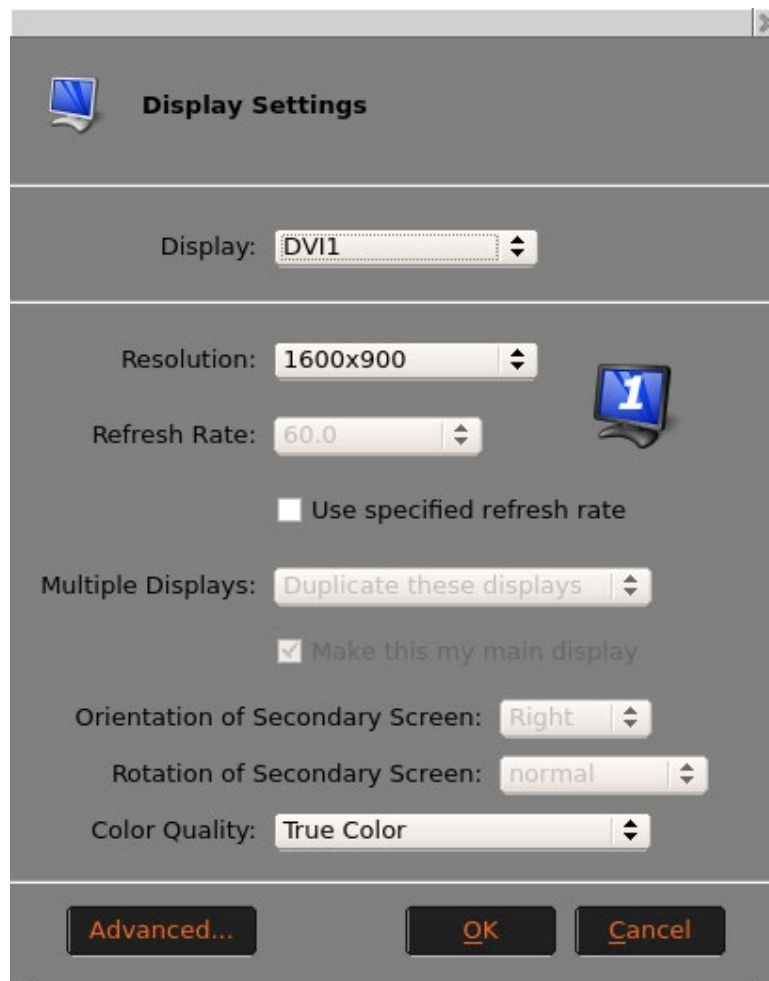 Display Settings
Display: DVI1
Resolution: 1600x900
1
Refresh Rate: 60.0
Use specified refresh rate
Multiple Displays: Duplicate these displays
Make this my main display
Orientation of Secondary Screen: Right
Rotation of Secondary Screen: normal
Color Quality: True Color
Advanced... OK Cancel